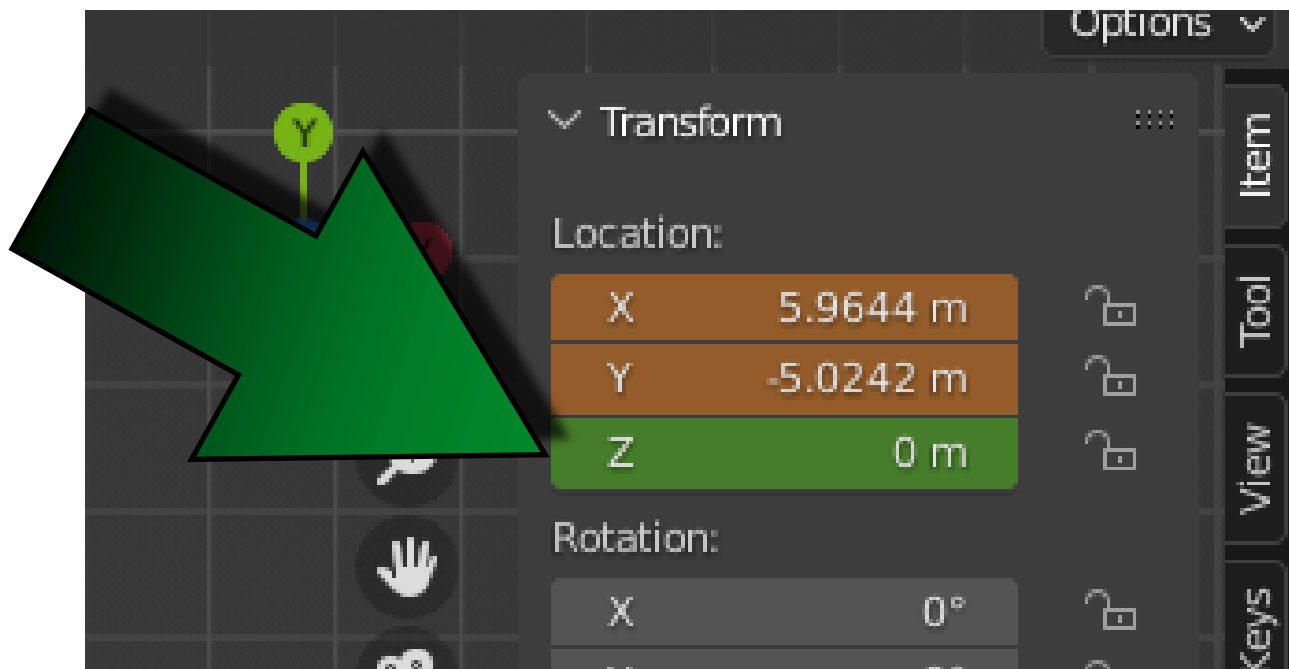 Options
Y
Transform
Item
Location:
X 5.9644 m
Tool
Y -5.0242 m
Z 0 m
View
Rotation:
X 0°
Keys